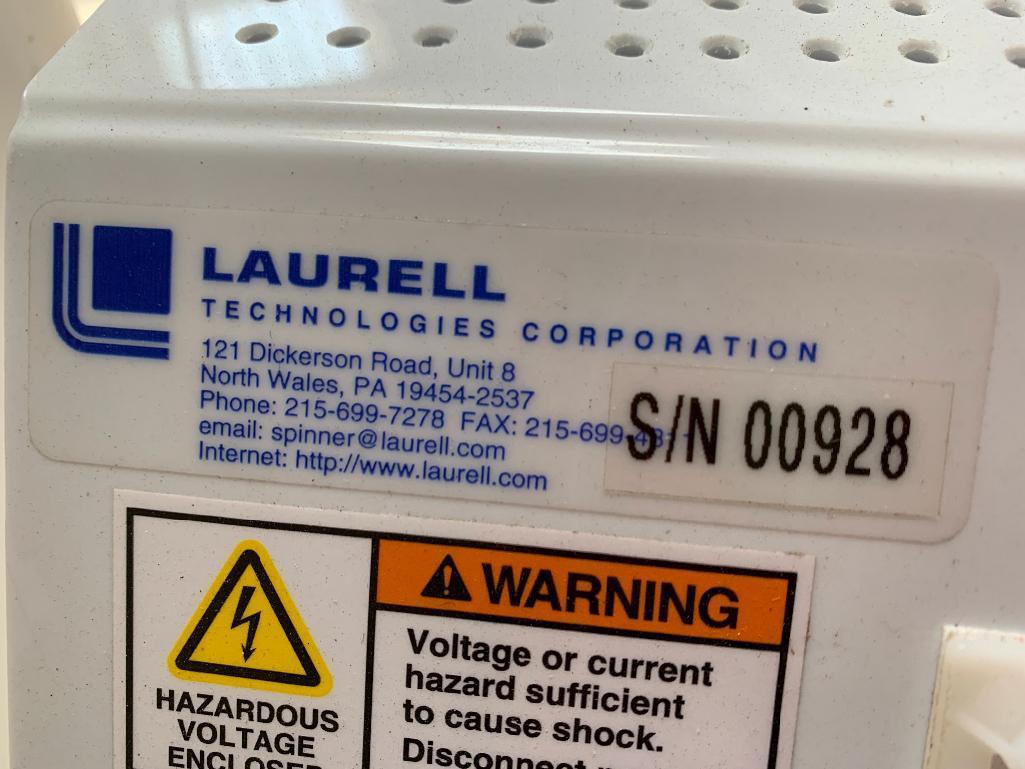 LAURELL
TECHNOLOGIES CORPORATION
121 Dickerson Road, Unit 8
North Wales, PA 19454-2537
Phone: 215-699-7278 FAX: 215-699-
email: spinner@laurell.com
Internet: http://www.laurell.com
S/N 00928
HAZARDOUS
VOLTAGE
ENCLOSED
WARNING
Voltage or current
hazard sufficient
to cause shock.
Disconnect